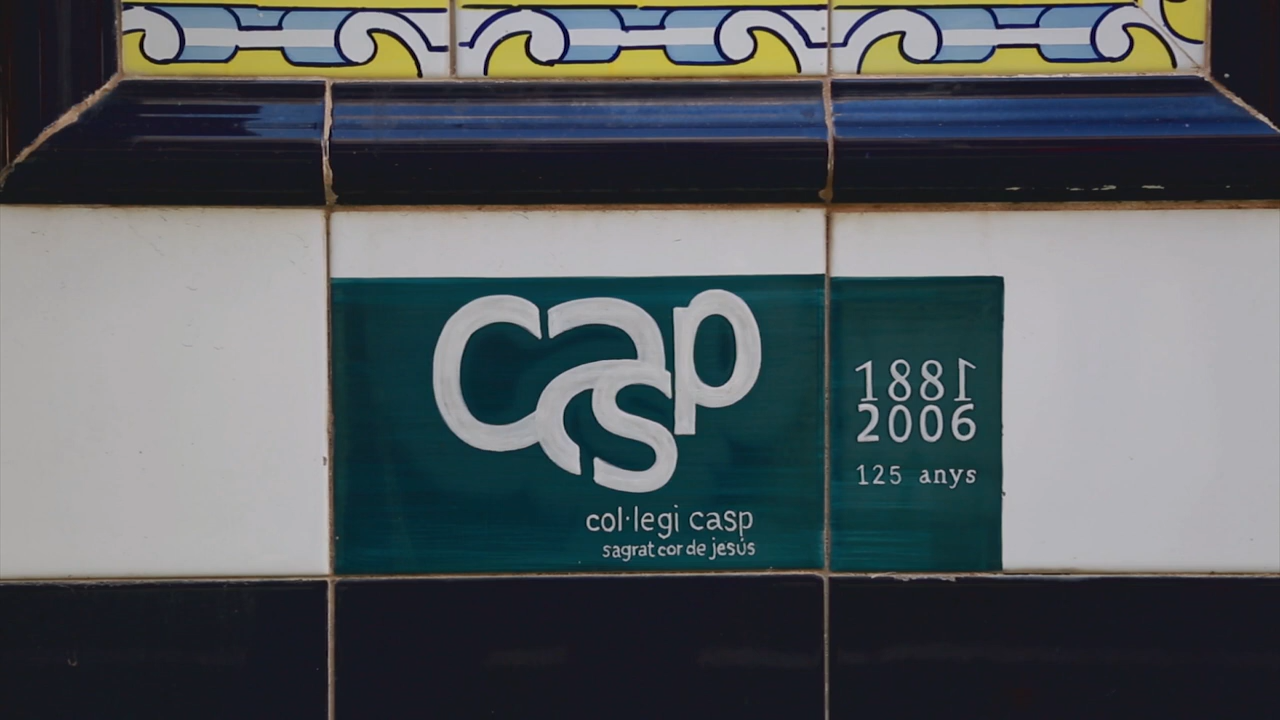 casp
col·legi casp
sagrat cor de jesús
1881
2006
125 anys